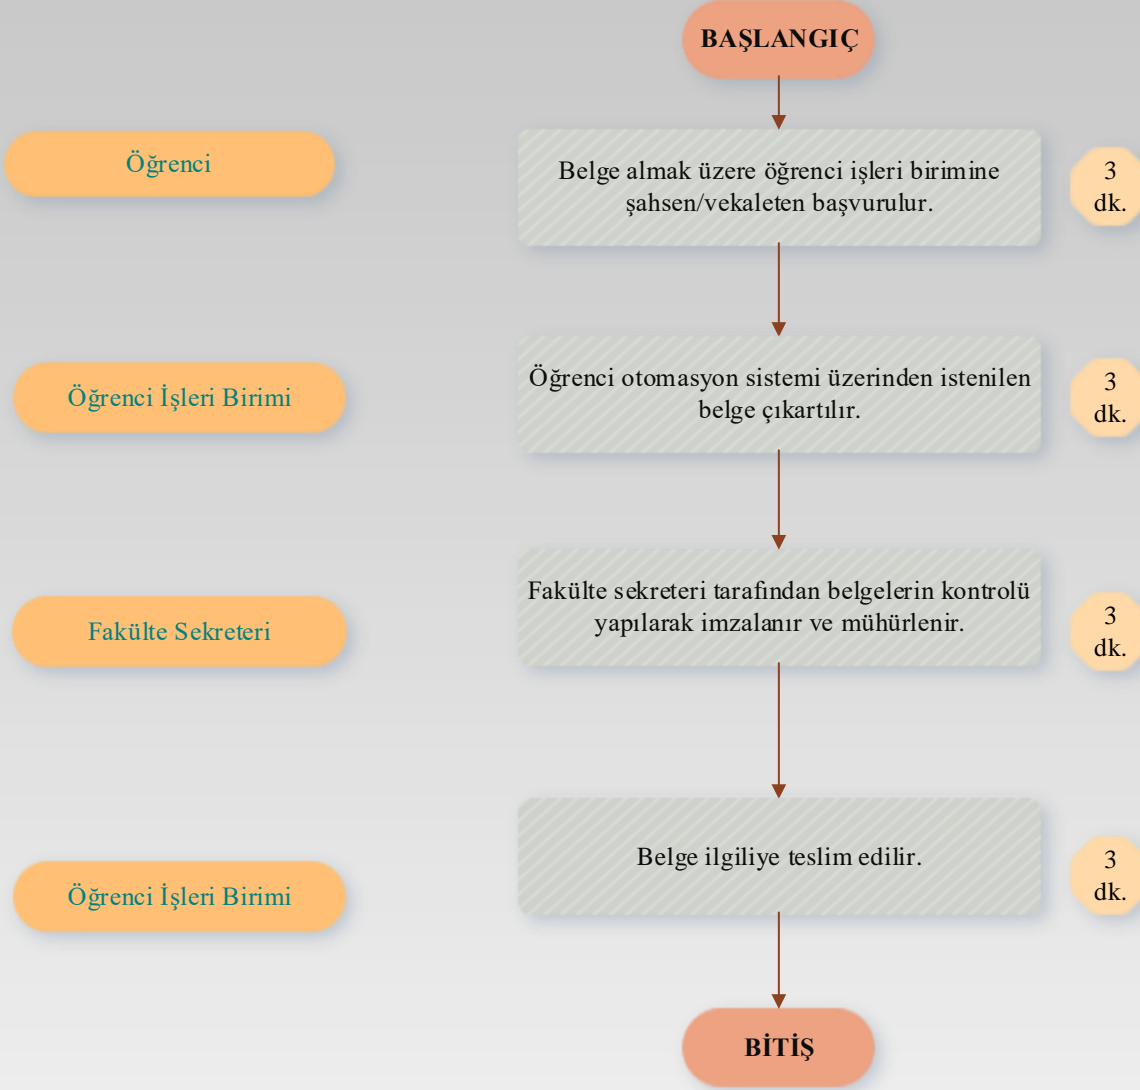 BAŞLANGIÇ
Öğrenci
Belge almak üzere öğrenci işleri birimine
şahsen/vekaleten başvurulur.
3
dk.
Öğrenci İşleri Birimi
Öğrenci otomasyon sistemi üzerinden istenilen
belge çıkartılır.
3
dk.
Fakülte Sekreteri
Fakülte sekreteri tarafından belgelerin kontrolü
yapılarak imzalanır ve mühürlenir.
3
dk.
Öğrenci İşleri Birimi
Belge ilgiliye teslim edilir.
3
dk.
BİTİŞ